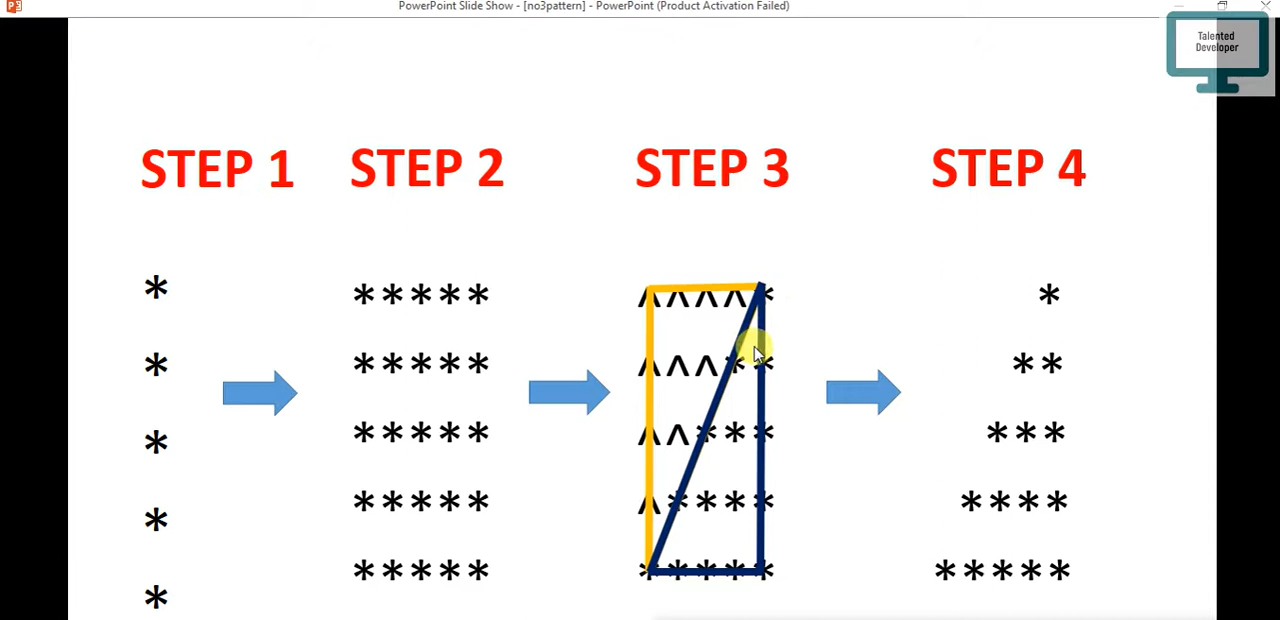 PowerPoint Slide Show - [no3pattern] - PowerPoint (Product Activation Failed)
Talented
Developer
STEP 1 STEP 2 STEP 3 STEP 4
* ***** ^^^^* *
* ***** ^^^** **
* ***** ^^*** ***
* ***** ^**** ****
* ***** ***** *****